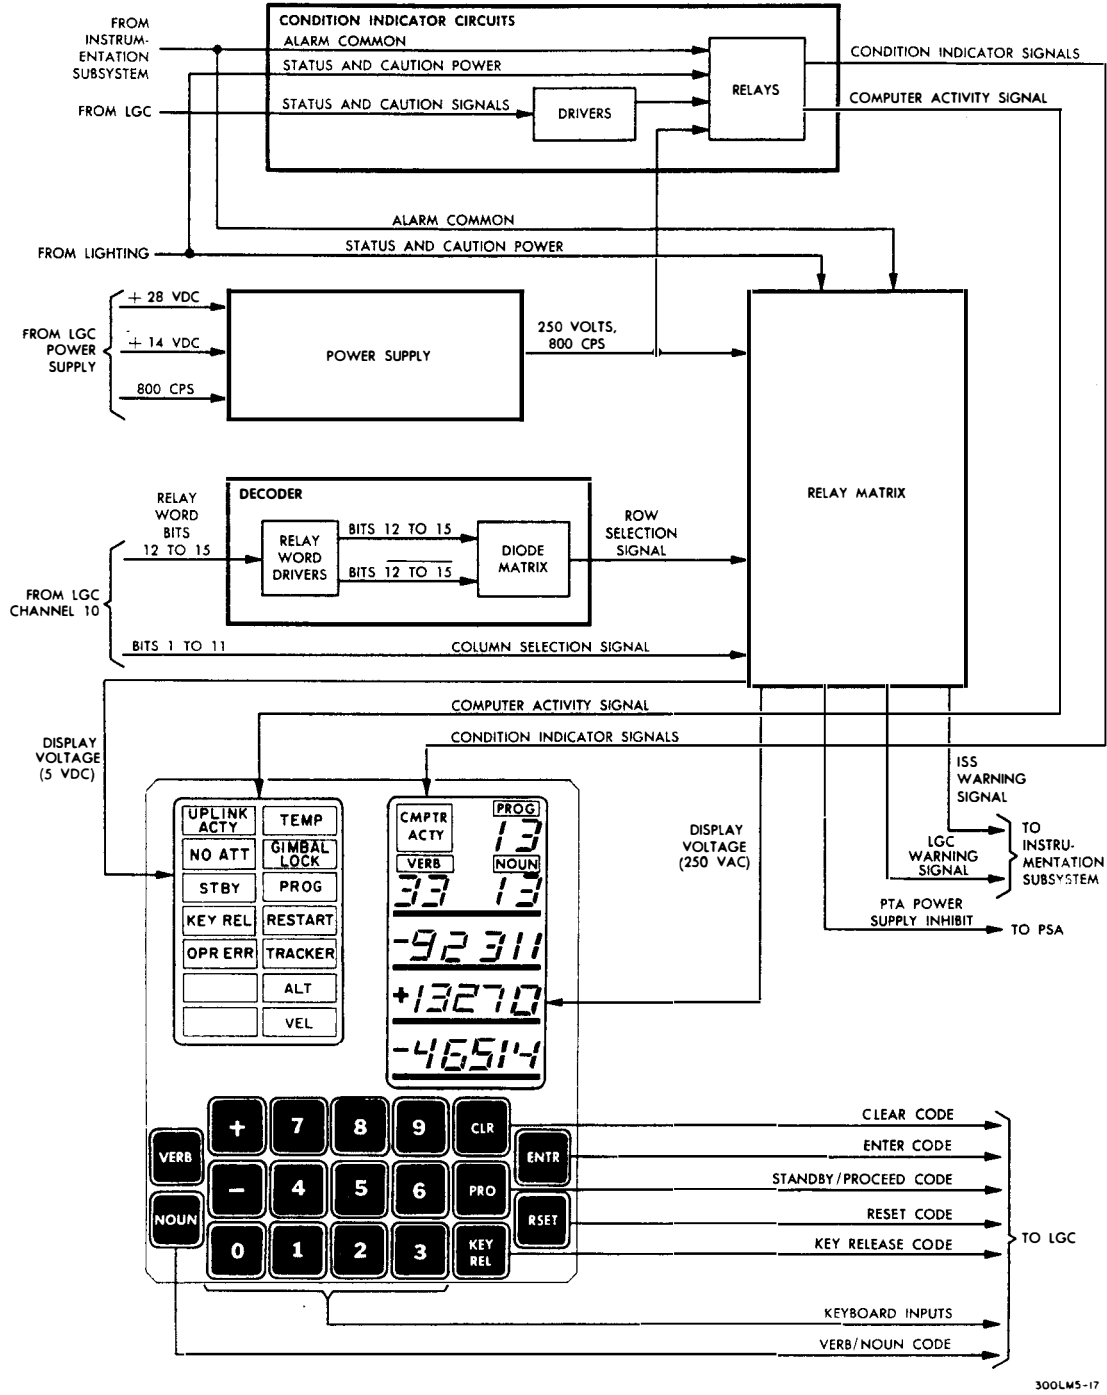 CONDITION INDICATOR CIRCUITS
FROM
INSTRUM-
ENTATION
SUBSYSTEM
ALARM COMMON
STATUS AND CAUTION POWER
FROM LGC
STATUS AND CAUTION SIGNALS
DRIVERS
RELAYS
CONDITION INDICATOR SIGNALS
COMPUTER ACTIVITY SIGNAL
ALARM COMMON
FROM LIGHTING
STATUS AND CAUTION POWER
FROM LGC
POWER
SUPPLY
+ 28 VDC
+ 14 VDC
800 CPS
POWER SUPPLY
250 VOLTS,
800 CPS
RELAY MATRIX
RELAY
WORD
BITS
12 TO 15
DECODER
RELAY
WORD
DRIVERS
BITS 12 TO 15
BITS 12 TO 15
DIODE
MATRIX
ROW
SELECTION
SIGNAL
FROM LGC
CHANNEL 10
BITS 1 TO 11
COLUMN SELECTION SIGNAL
COMPUTER ACTIVITY SIGNAL
CONDITION INDICATOR SIGNALS
DISPLAY
VOLTAGE
(5 VDC)
UPLINK
ACTY
TEMP
NO ATT
GIMBAL
LOCK
STBY
PROG
KEY REL
RESTART
OPR ERR
TRACKER
ALT
VEL
CMPTR
ACTY
PROG
13
VERB
NOUN
33
13
-92311
+13270
-46514
DISPLAY
VOLTAGE
(250 VAC)
ISS
WARNING
SIGNAL
LGC
WARNING
SIGNAL
TO
INSTRU-
MENTATION
SUBSYSTEM
PTA POWER
SUPPLY INHIBIT
TO PSA
VERB
NOUN
+ 7 8 9 CLR
- 4 5 6 PRO
0 1 2 3 KEY
REL
ENTR
RSET
CLEAR CODE
ENTER CODE
STANDBY/PROCEED CODE
RESET CODE
KEY RELEASE CODE
TO LGC
KEYBOARD INPUTS
VERB/NOUN CODE
300LM5-17